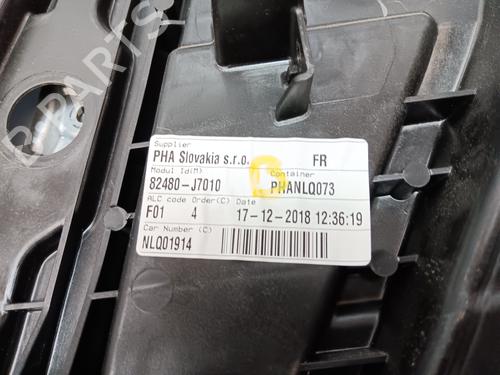 B PARTS
Supplier
PHA Slovakia s.r.o. FR
Modul Id(M) Container
82480-J7010 PHANLQ073
ALC code Order(C) Date
F01 4 17-12-2018 12:36:19
Car Number (C)
NLQ01914